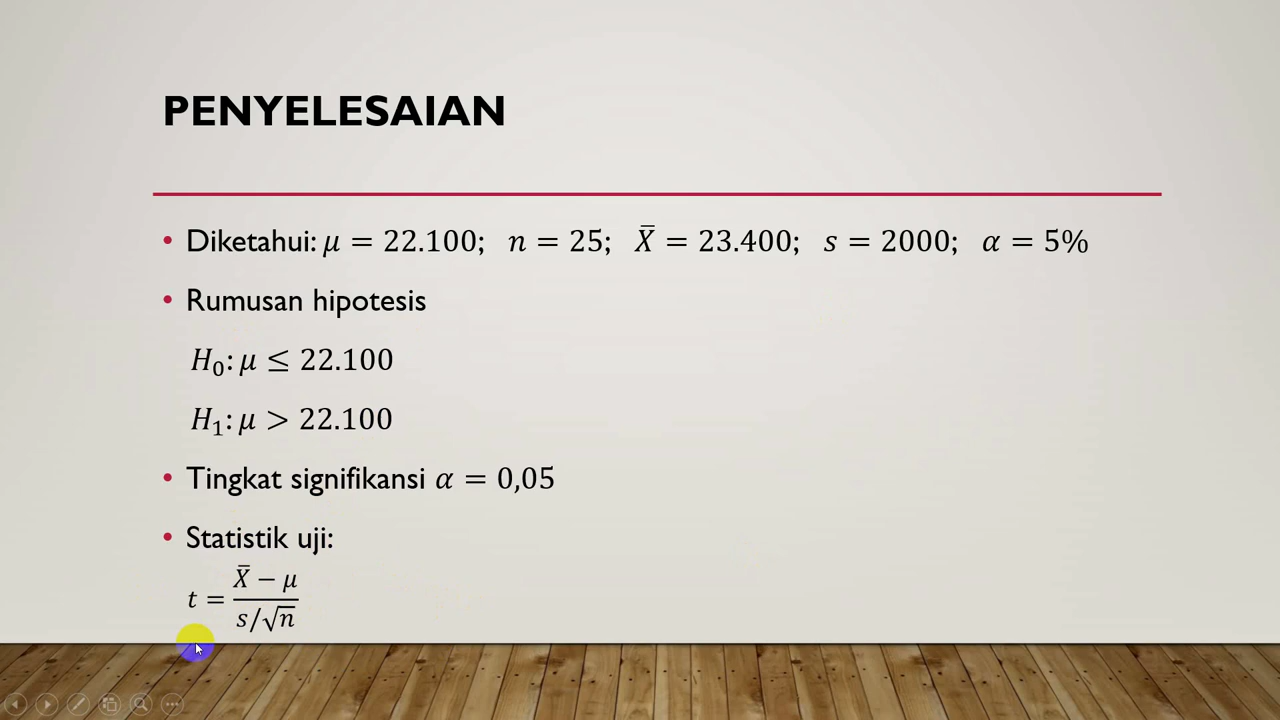 PENYELESAIAN
• Diketahui: μ = 22.100; n = 25; X̄ = 23.400; s = 2000; α = 5%
• Rumusan hipotesis
H₀: μ ≤ 22.100
H₁: μ > 22.100
• Tingkat signifikansi α = 0,05
• Statistik uji:
t = (X̄ − μ) / (s/√n)